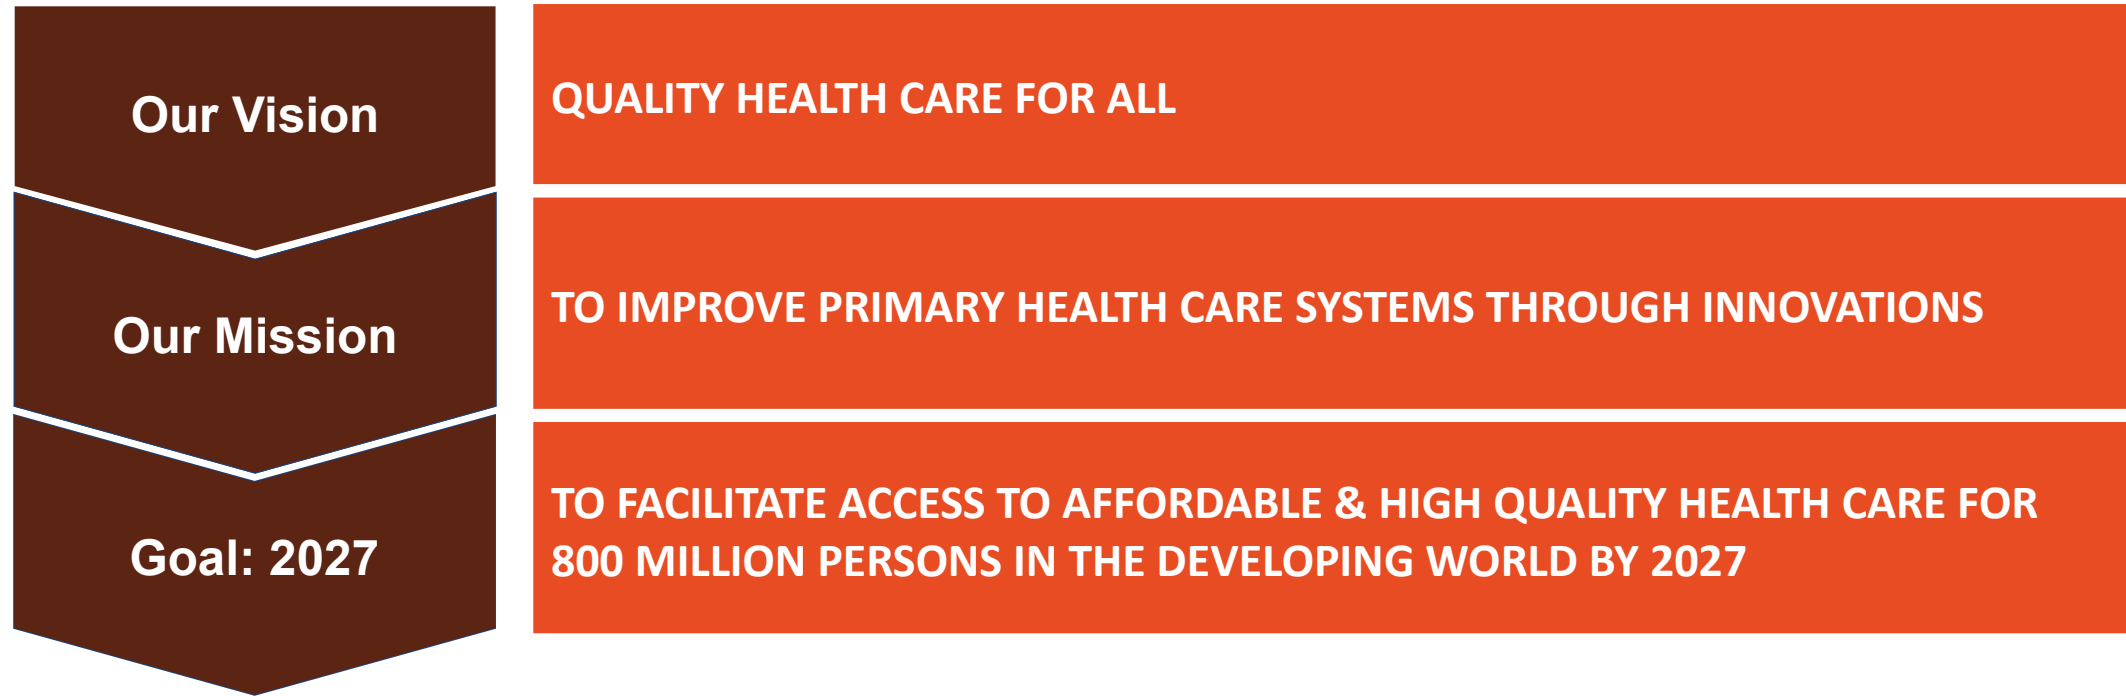 Our Vision
QUALITY HEALTH CARE FOR ALL
Our Mission
TO IMPROVE PRIMARY HEALTH CARE SYSTEMS THROUGH INNOVATIONS
Goal: 2027
TO FACILITATE ACCESS TO AFFORDABLE & HIGH QUALITY HEALTH CARE FOR
800 MILLION PERSONS IN THE DEVELOPING WORLD BY 2027